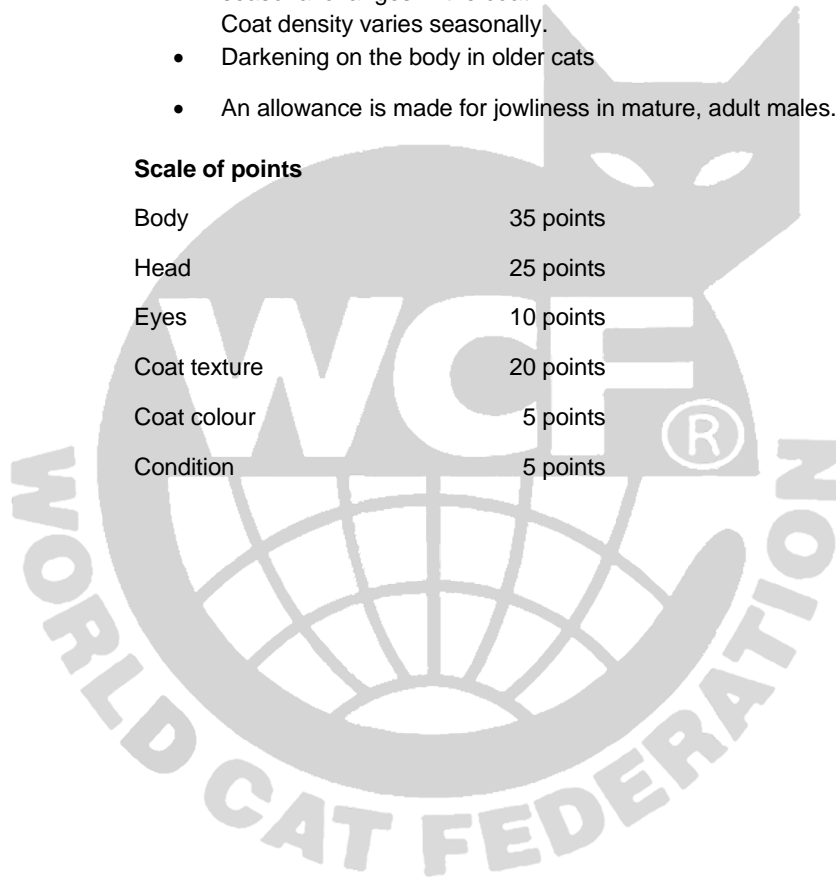 Coat density varies seasonally.
• Darkening on the body in older cats
• An allowance is made for jowliness in mature, adult males.
Scale of points
Body 35 points
Head 25 points
Eyes 10 points
Coat texture 20 points
Coat colour 5 points
Condition 5 points
WCF ®
WORLD CAT FEDERATION